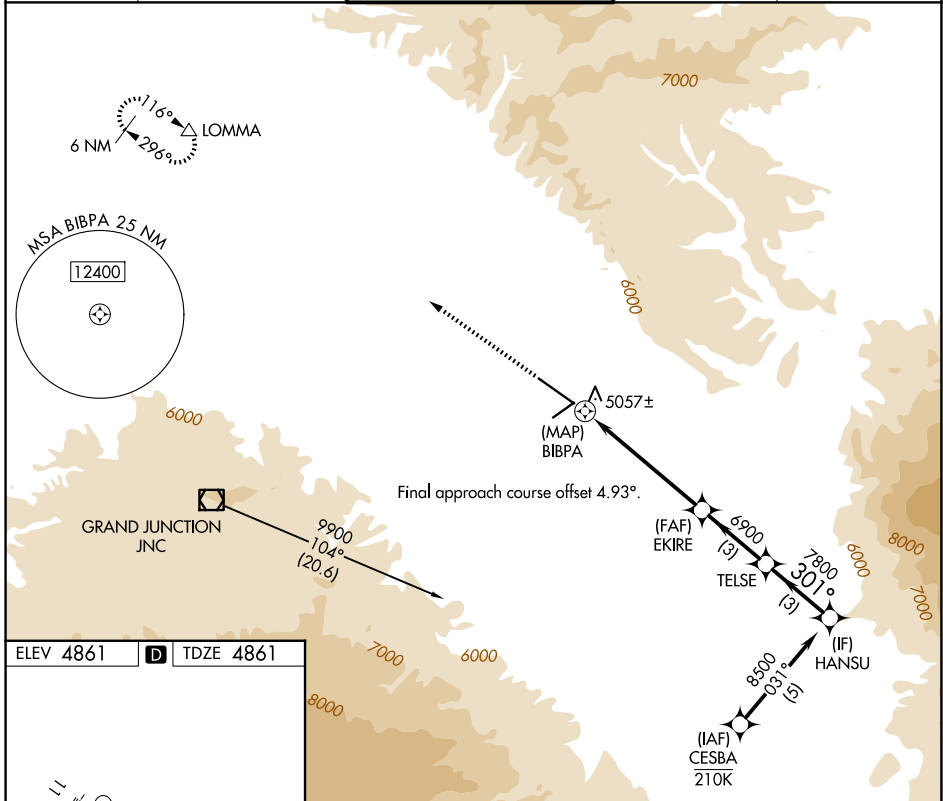 7000
116°
LOMMA
6 NM
296°
MSA BIBPA 25 NM
12400
6000
5057±
(MAP)
BIBPA
6000
Final approach course offset 4.93°.
GRAND JUNCTION
JNC
9900
104°
(20.6)
(FAF)
EKIRE
6900
(3)
TELSE
7800
301°
(3)
6000
8000
7000
(IF)
HANSU
8500
031°
(5)
(IAF)
CESBA
210K
7000
6000
8000
ELEV 4861
D
TDZE 4861
11